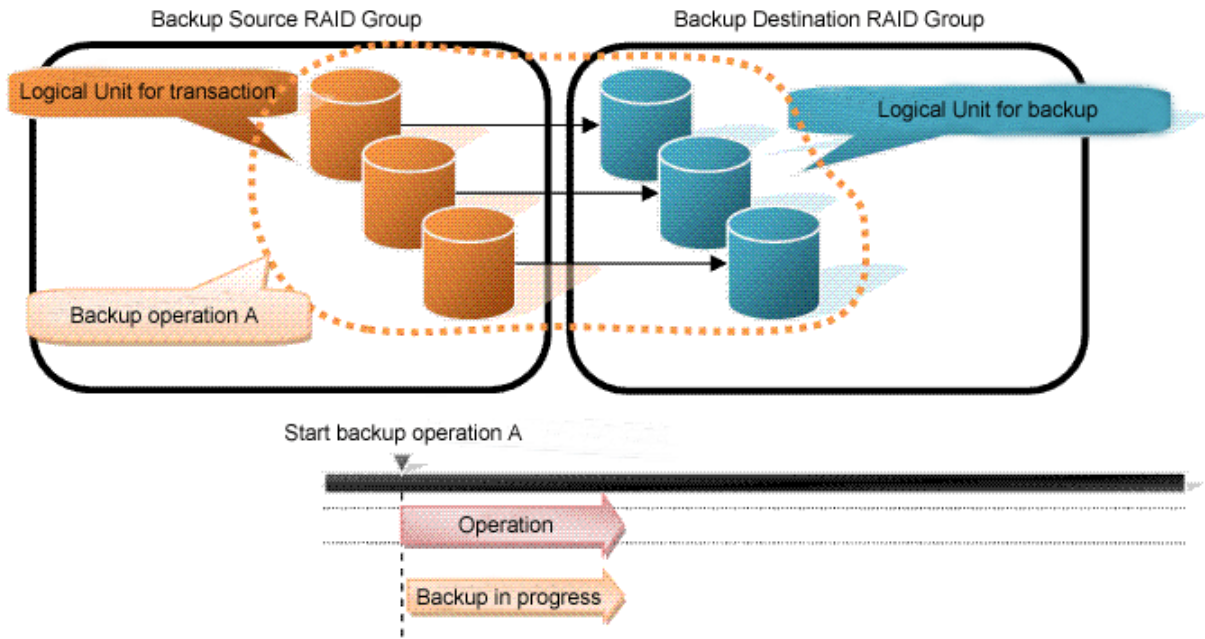 Backup Source RAID Group
Backup Destination RAID Group
Logical Unit for transaction
Logical Unit for backup
Backup operation A
Start backup operation A
Operation
Backup in progress